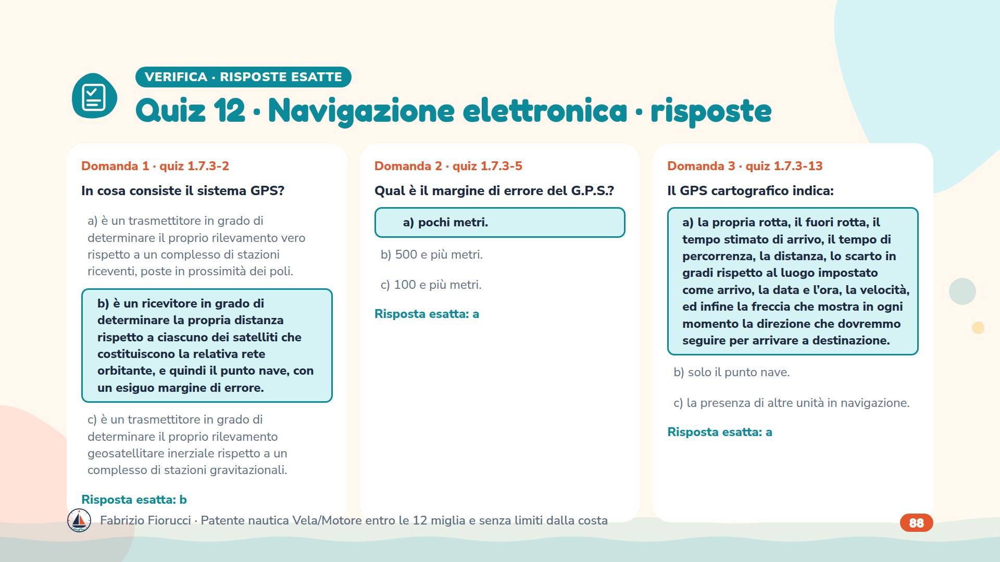 VERIFICA · RISPOSTE ESATTE
Quiz 12 · Navigazione elettronica · risposte
Domanda 1 · quiz 1.7.3-2
In cosa consiste il sistema GPS?
a) è un trasmettitore in grado di
determinare il proprio rilevamento vero
rispetto a un complesso di stazioni
riceventi, poste in prossimità dei poli.
b) è un ricevitore in grado di
determinare la propria distanza
rispetto a ciascuno dei satelliti che
costituiscono la relativa rete
orbitante, e quindi il punto nave, con
un esiguo margine di errore.
c) è un trasmettitore in grado di
determinare il proprio rilevamento
geosatellitare inerziale rispetto a un
complesso di stazioni gravitazionali.
Risposta esatta: b
Domanda 2 · quiz 1.7.3-5
Qual è il margine di errore del G.P.S.?
a) pochi metri.
b) 500 e più metri.
c) 100 e più metri.
Risposta esatta: a
Domanda 3 · quiz 1.7.3-13
Il GPS cartografico indica:
a) la propria rotta, il fuori rotta, il
tempo stimato di arrivo, il tempo di
percorrenza, la distanza, lo scarto in
gradi rispetto al luogo impostato
come arrivo, la data e l’ora, la velocità,
ed infine la freccia che mostra in ogni
momento la direzione che dovremmo
seguire per arrivare a destinazione.
b) solo il punto nave.
c) la presenza di altre unità in navigazione.
Risposta esatta: a
Fabrizio Fiorucci · Patente nautica Vela/Motore entro le 12 miglia e senza limiti dalla costa
88